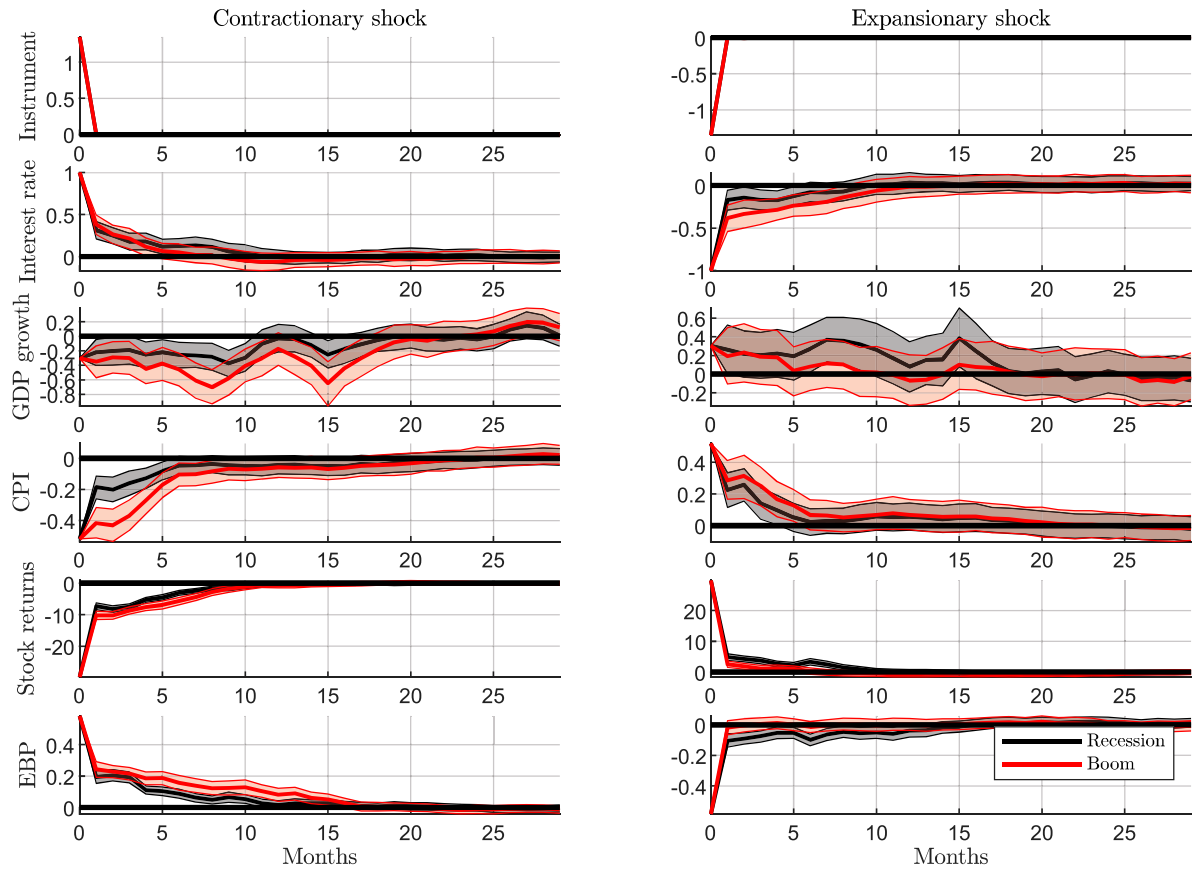 Contractionary shock
Expansionary shock
Instrument
1
0.5
0
0 5 10 15 20 25
0
-0.5
-1
0 5 10 15 20 25
Interest rate
1
0.5
0
0 5 10 15 20 25
0
-0.5
-1
0 5 10 15 20 25
GDP growth
0.2
0
-0.2
-0.4
-0.6
-0.8
0 5 10 15 20 25
0.6
0.4
0.2
0
-0.2
0 5 10 15 20 25
CPI
0
-0.2
-0.4
0 5 10 15 20 25
0.4
0.2
0
0 5 10 15 20 25
Stock returns
0
-10
-20
0 5 10 15 20 25
20
10
0
0 5 10 15 20 25
EBP
0.4
0.2
0
0 5 10 15 20 25
Months
0
-0.2
-0.4
0 5 10 15 20 25
Months
Recession
Boom